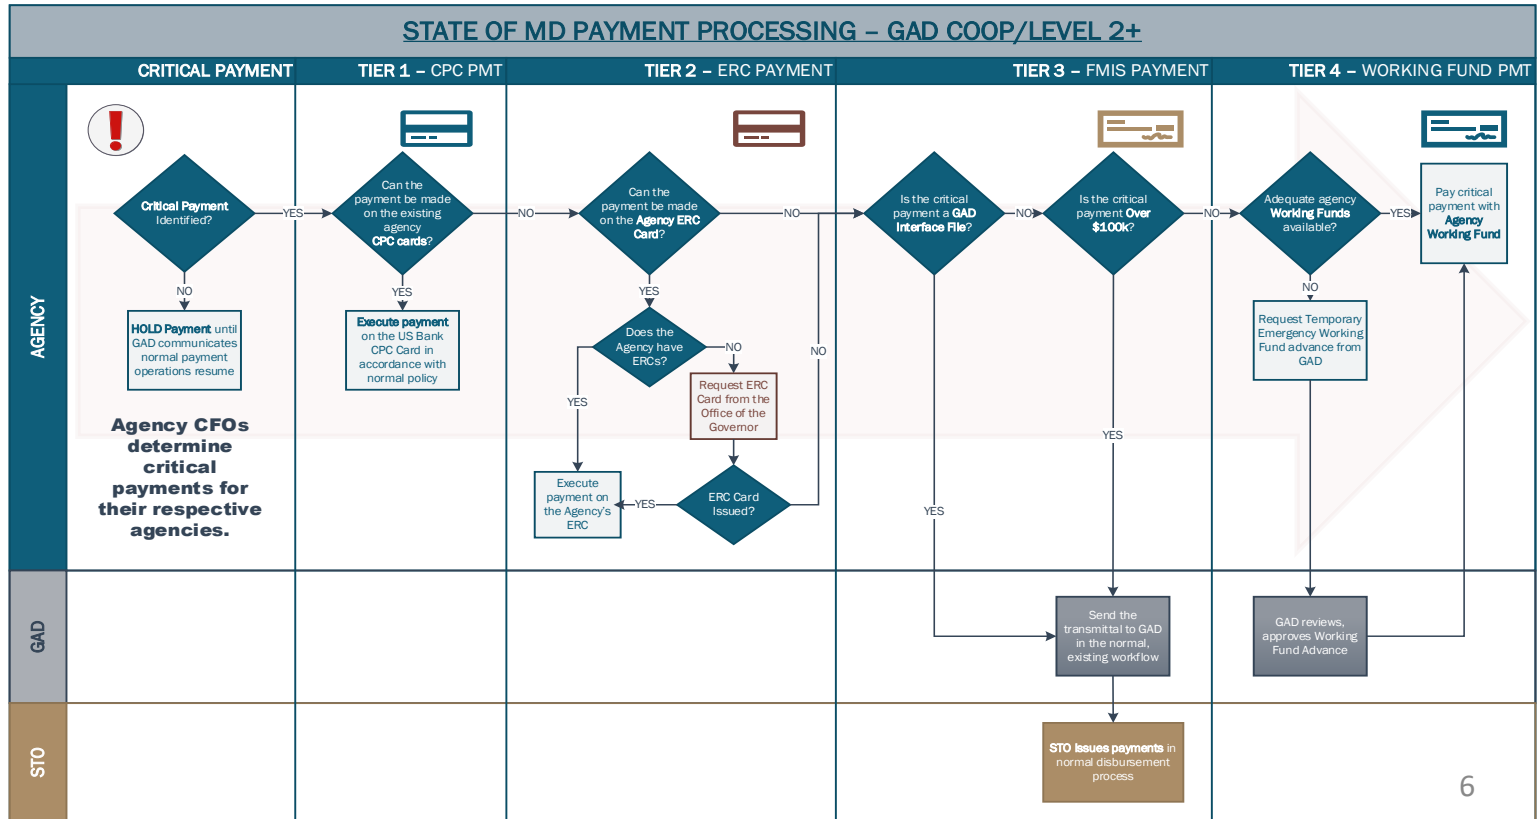 STATE OF MD PAYMENT PROCESSING – GAD COOP/LEVEL 2+
CRITICAL PAYMENT
TIER 1 – CPC PMT
TIER 2 – ERC PAYMENT
TIER 3 – FMIS PAYMENT
TIER 4 – WORKING FUND PMT
AGENCY
Critical Payment
Identified?
YES
NO
HOLD Payment until
GAD communicates
normal payment
operations resume
Agency CFOs
determine
critical
payments for
their respective
agencies.
Can the
payment be made
on the existing
agency
CPC cards?
NO
YES
Execute payment
on the US Bank
CPC Card in
accordance with
normal policy
Can the
payment be made
on the Agency ERC
Card?
NO
YES
Does the
Agency have
ERCs?
NO
YES
Request ERC
Card from the
Office of the
Governor
ERC Card
Issued?
YES
NO
Execute
payment on
the Agency's
ERC
Is the critical
payment a GAD
Interface File?
NO
YES
Is the critical
payment Over
$100k?
NO
YES
Adequate agency
Working Funds
available?
YES
NO
Pay critical
payment with
Agency
Working Fund
Request Temporary
Emergency Working
Fund advance from
GAD
GAD
Send the
transmittal to GAD
in the normal,
existing workflow
GAD reviews,
approves Working
Fund Advance
STO
STO Issues payments in
normal disbursement
process
6